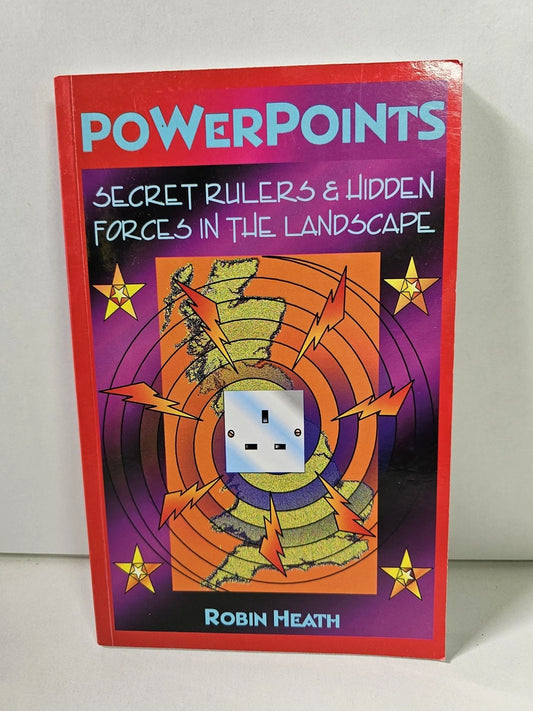 POWERPOINTS
SECRET RULERS & HIDDEN
FORCES IN THE LANDSCAPE
ROBIN HEATH